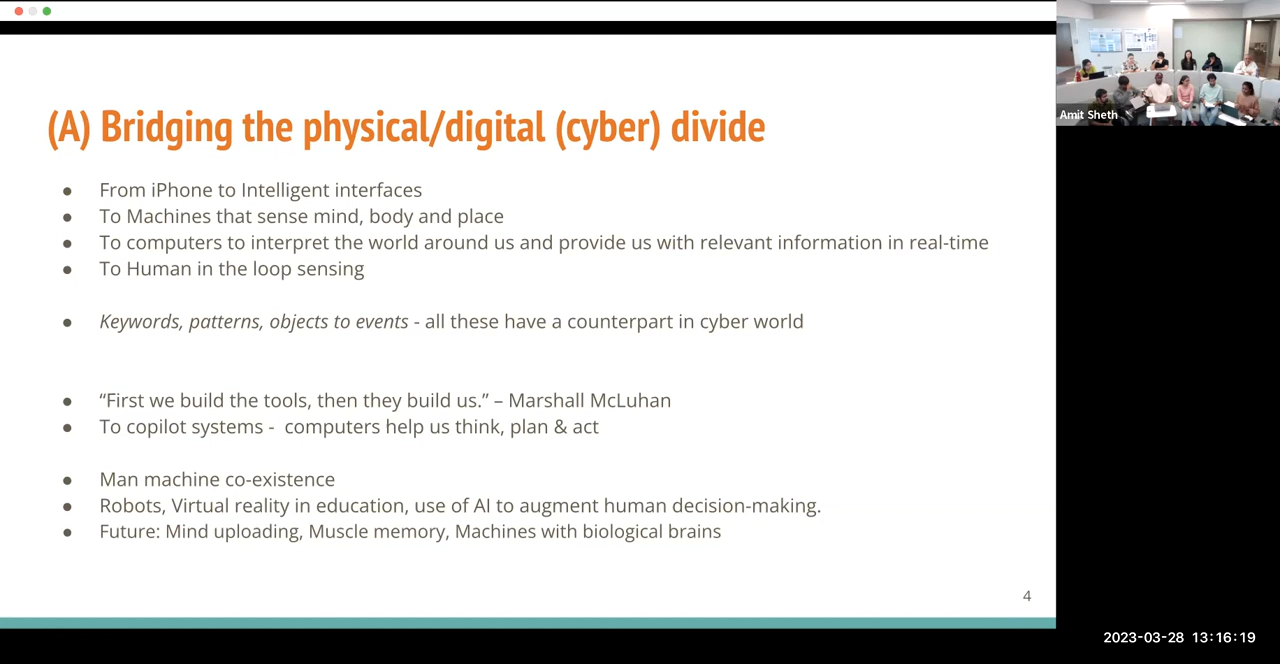 (A) Bridging the physical/digital (cyber) divide
● From iPhone to Intelligent interfaces
● To Machines that sense mind, body and place
● To computers to interpret the world around us and provide us with relevant information in real-time
● To Human in the loop sensing
● Keywords, patterns, objects to events - all these have a counterpart in cyber world
● “First we build the tools, then they build us.” – Marshall McLuhan
● To copilot systems -  computers help us think, plan & act
● Man machine co-existence
● Robots, Virtual reality in education, use of AI to augment human decision-making.
● Future: Mind uploading, Muscle memory, Machines with biological brains
4
Amit Sheth
2023-03-28 13:16:19